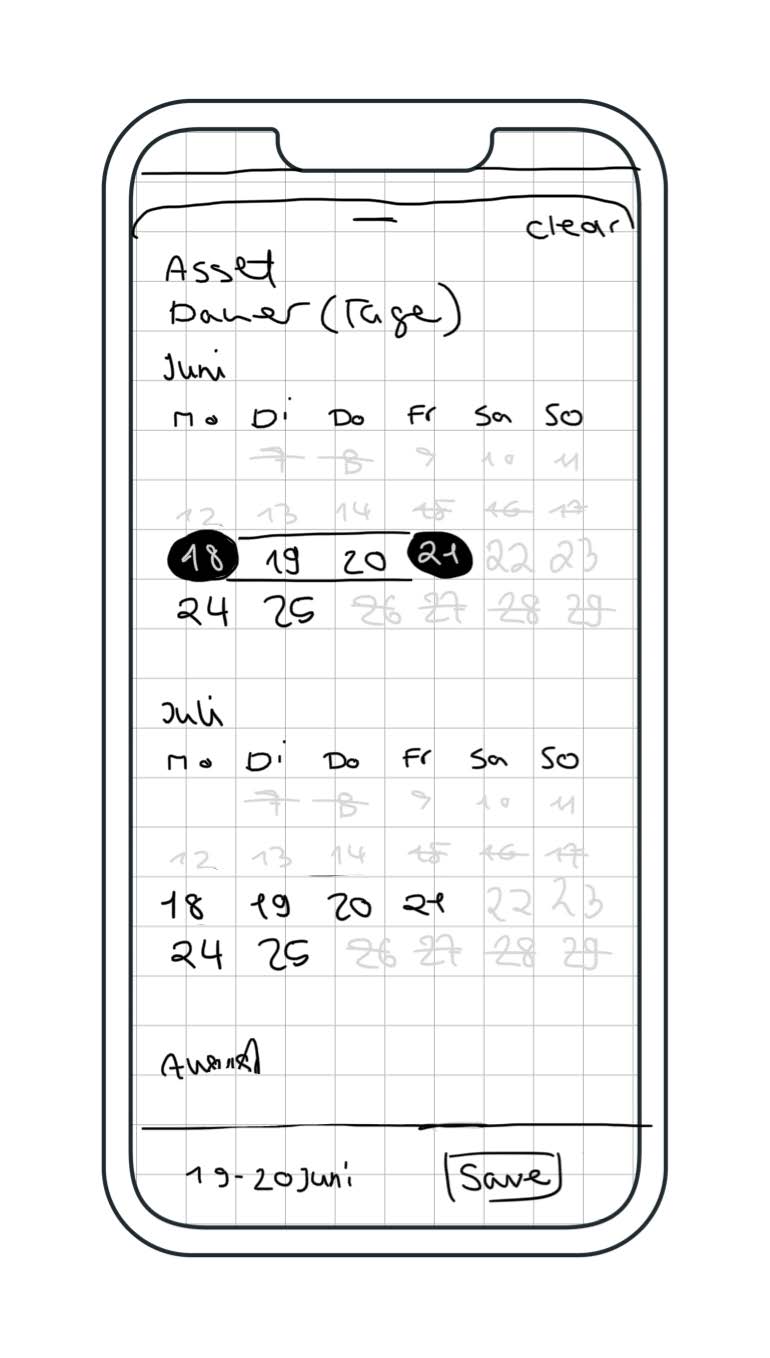 clear
Asset
Dauer (Tage)
Juni
Mo Di Do Fr Sa So
7 8 9 10 11
12 13 14 15 16 17
18 19 20 21 22 23
24 25 26 27 28 29
Juli
Mo Di Do Fr Sa So
7 8 9 10 11
12 13 14 15 16 17
18 19 20 21 22 23
24 25 26 27 28 29
19-20 Juni Save